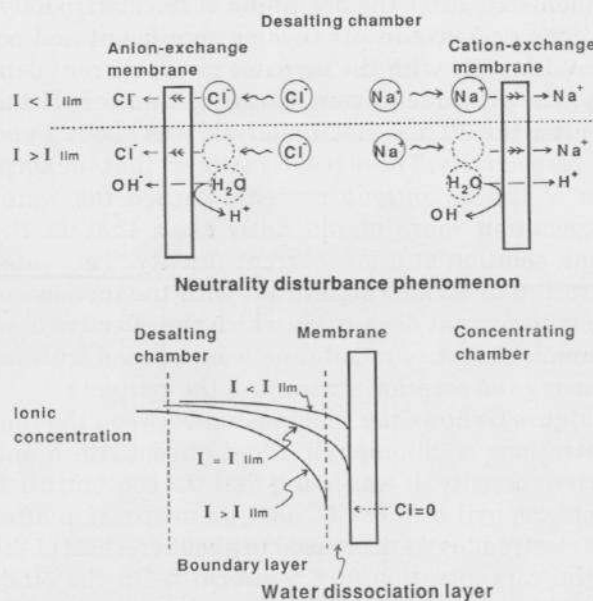 Desalting chamber
Anion-exchange membrane
Cation-exchange membrane
I < I lim
Cl⁻ Cl⁻ Cl⁻ Na⁺ Na⁺ Na⁺
I > I lim
Cl⁻ Cl⁻ Na⁺ Na⁺
OH⁻ H₂O H₂O H⁺
H⁺ OH
Neutrality disturbance phenomenon
Desalting chamber
Membrane
Concentrating chamber
I < I lim
Ionic concentration
I = I lim
I > I lim
Ci=0
Boundary layer
Water dissociation layer